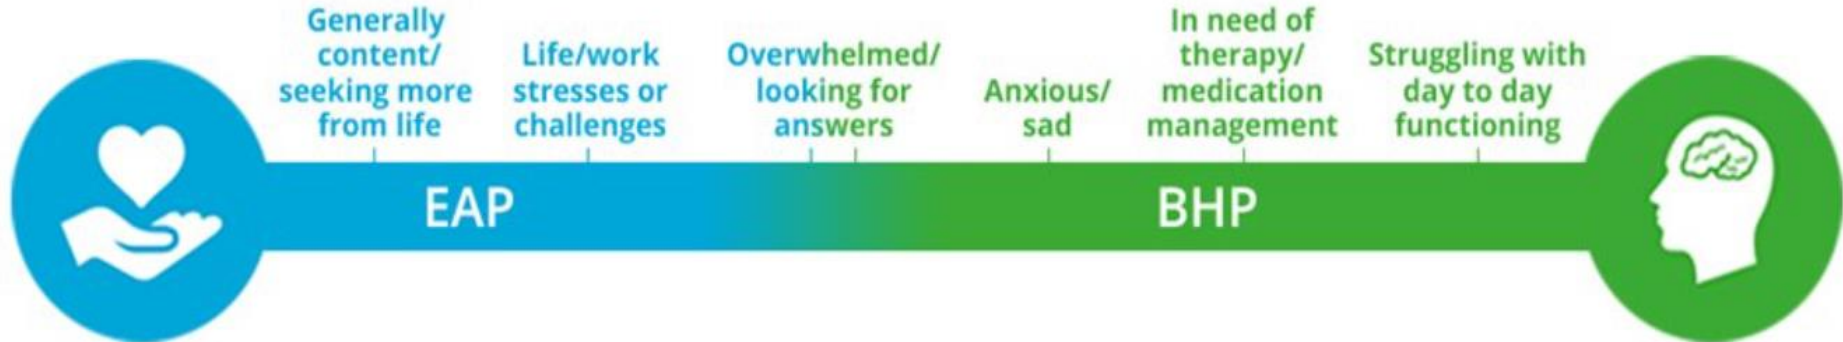 Generally
content/
seeking more
from life
Life/work
stresses or
challenges
Overwhelmed/
looking for
answers
Anxious/
sad
In need of
therapy/
medication
management
Struggling with
day to day
functioning
EAP
BHP